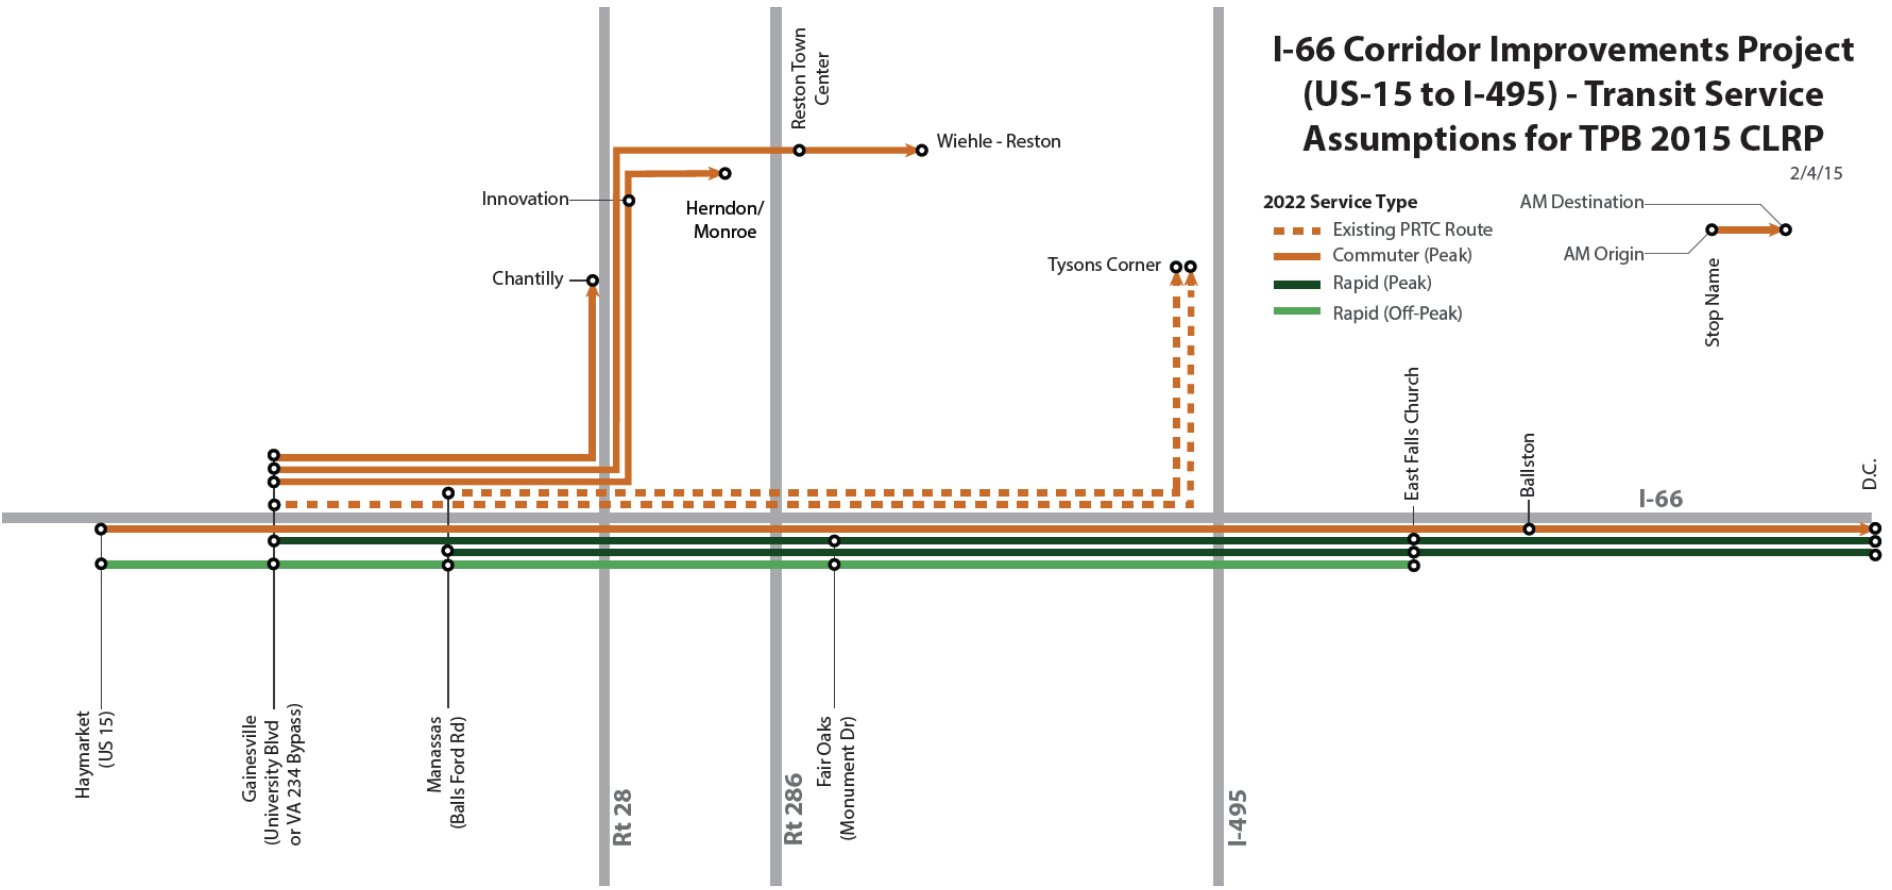 I-66 Corridor Improvements Project
(US-15 to I-495) - Transit Service
Assumptions for TPB 2015 CLRP
2/4/15
2022 Service Type
Existing PRTC Route
Commuter (Peak)
Rapid (Peak)
Rapid (Off-Peak)
AM Destination
AM Origin
Stop Name
Reston Town
Center
Wiehle - Reston
Innovation
Herndon/
Monroe
Chantilly
Tysons Corner
East Falls Church
Ballston
D.C.
I-66
Haymarket
(US 15)
Gainesville
(University Blvd
or VA 234 Bypass)
Manassas
(Balls Ford Rd)
Rt 28
Rt 286
Fair Oaks
(Monument Dr)
I-495